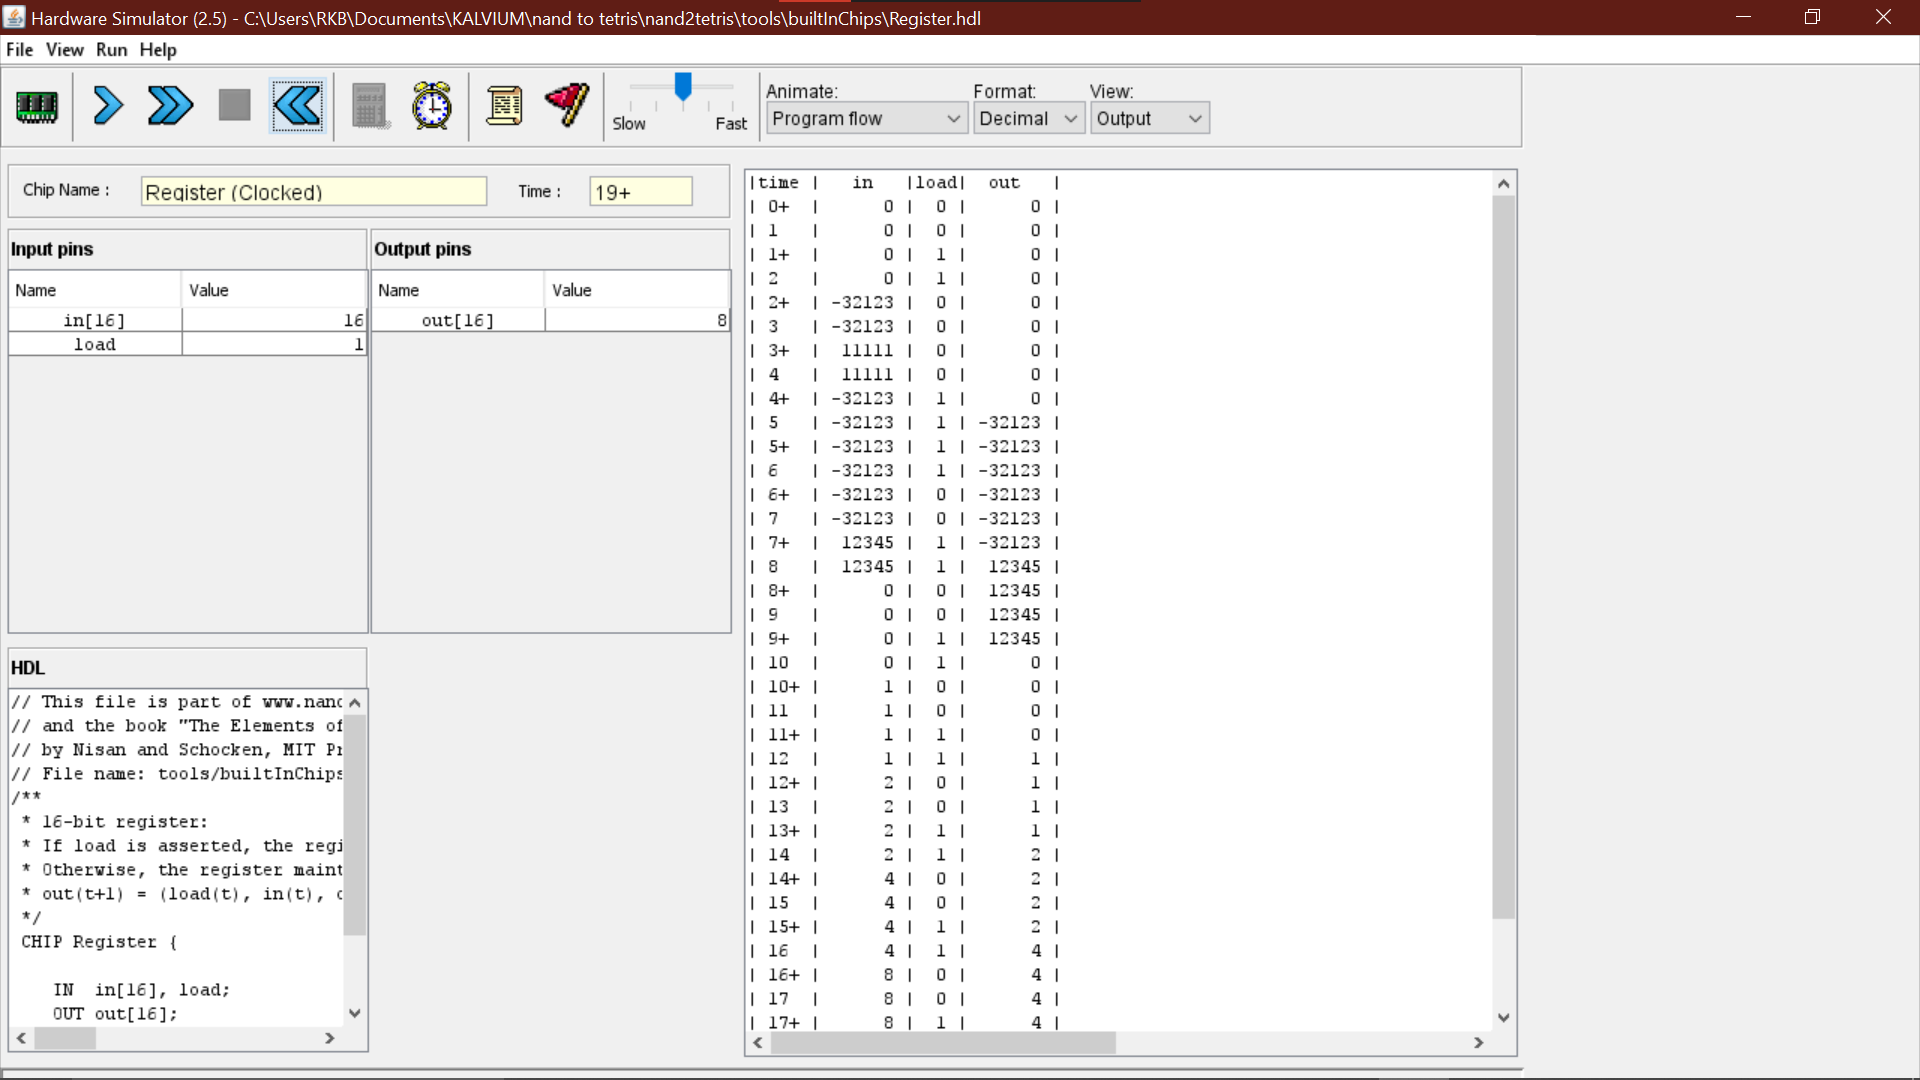 Hardware Simulator (2.5) - C:\Users\RKB\Documents\KALVIUM\nand to tetris\nand2tetris\tools\builtInChips\Register.hdl
File View Run Help
Slow Fast
Animate: Format: View:
Program flow Decimal Output
Chip Name : Register (Clocked) Time : 19+
Input pins
Name Value
in[16] 16
load 1
Output pins
Name Value
out[16] 8
HDL
// This file is part of www.nand
// and the book "The Elements of
// by Nisan and Schocken, MIT Pr
// File name: tools/builtInChips
/**
* 16-bit register:
* If load is asserted, the regi
* Otherwise, the register maint
* out(t+1) = (load(t), in(t), o
*/
CHIP Register {
IN in[16], load;
OUT out[16];
|time | in |load| out |
| 0+ | 0 | 0 | 0 |
| 1 | 0 | 0 | 0 |
| 1+ | 0 | 1 | 0 |
| 2 | 0 | 1 | 0 |
| 2+ | -32123 | 0 | 0 |
| 3 | -32123 | 0 | 0 |
| 3+ | 11111 | 0 | 0 |
| 4 | 11111 | 0 | 0 |
| 4+ | -32123 | 1 | 0 |
| 5 | -32123 | 1 | -32123 |
| 5+ | -32123 | 1 | -32123 |
| 6 | -32123 | 1 | -32123 |
| 6+ | -32123 | 0 | -32123 |
| 7 | -32123 | 0 | -32123 |
| 7+ | 12345 | 1 | -32123 |
| 8 | 12345 | 1 | 12345 |
| 8+ | 0 | 0 | 12345 |
| 9 | 0 | 0 | 12345 |
| 9+ | 0 | 1 | 12345 |
| 10 | 0 | 1 | 0 |
| 10+ | 1 | 0 | 0 |
| 11 | 1 | 0 | 0 |
| 11+ | 1 | 1 | 0 |
| 12 | 1 | 1 | 1 |
| 12+ | 2 | 0 | 1 |
| 13 | 2 | 0 | 1 |
| 13+ | 2 | 1 | 1 |
| 14 | 2 | 1 | 2 |
| 14+ | 4 | 0 | 2 |
| 15 | 4 | 0 | 2 |
| 15+ | 4 | 1 | 2 |
| 16 | 4 | 1 | 4 |
| 16+ | 8 | 0 | 4 |
| 17 | 8 | 0 | 4 |
| 17+ | 8 | 1 | 4 |